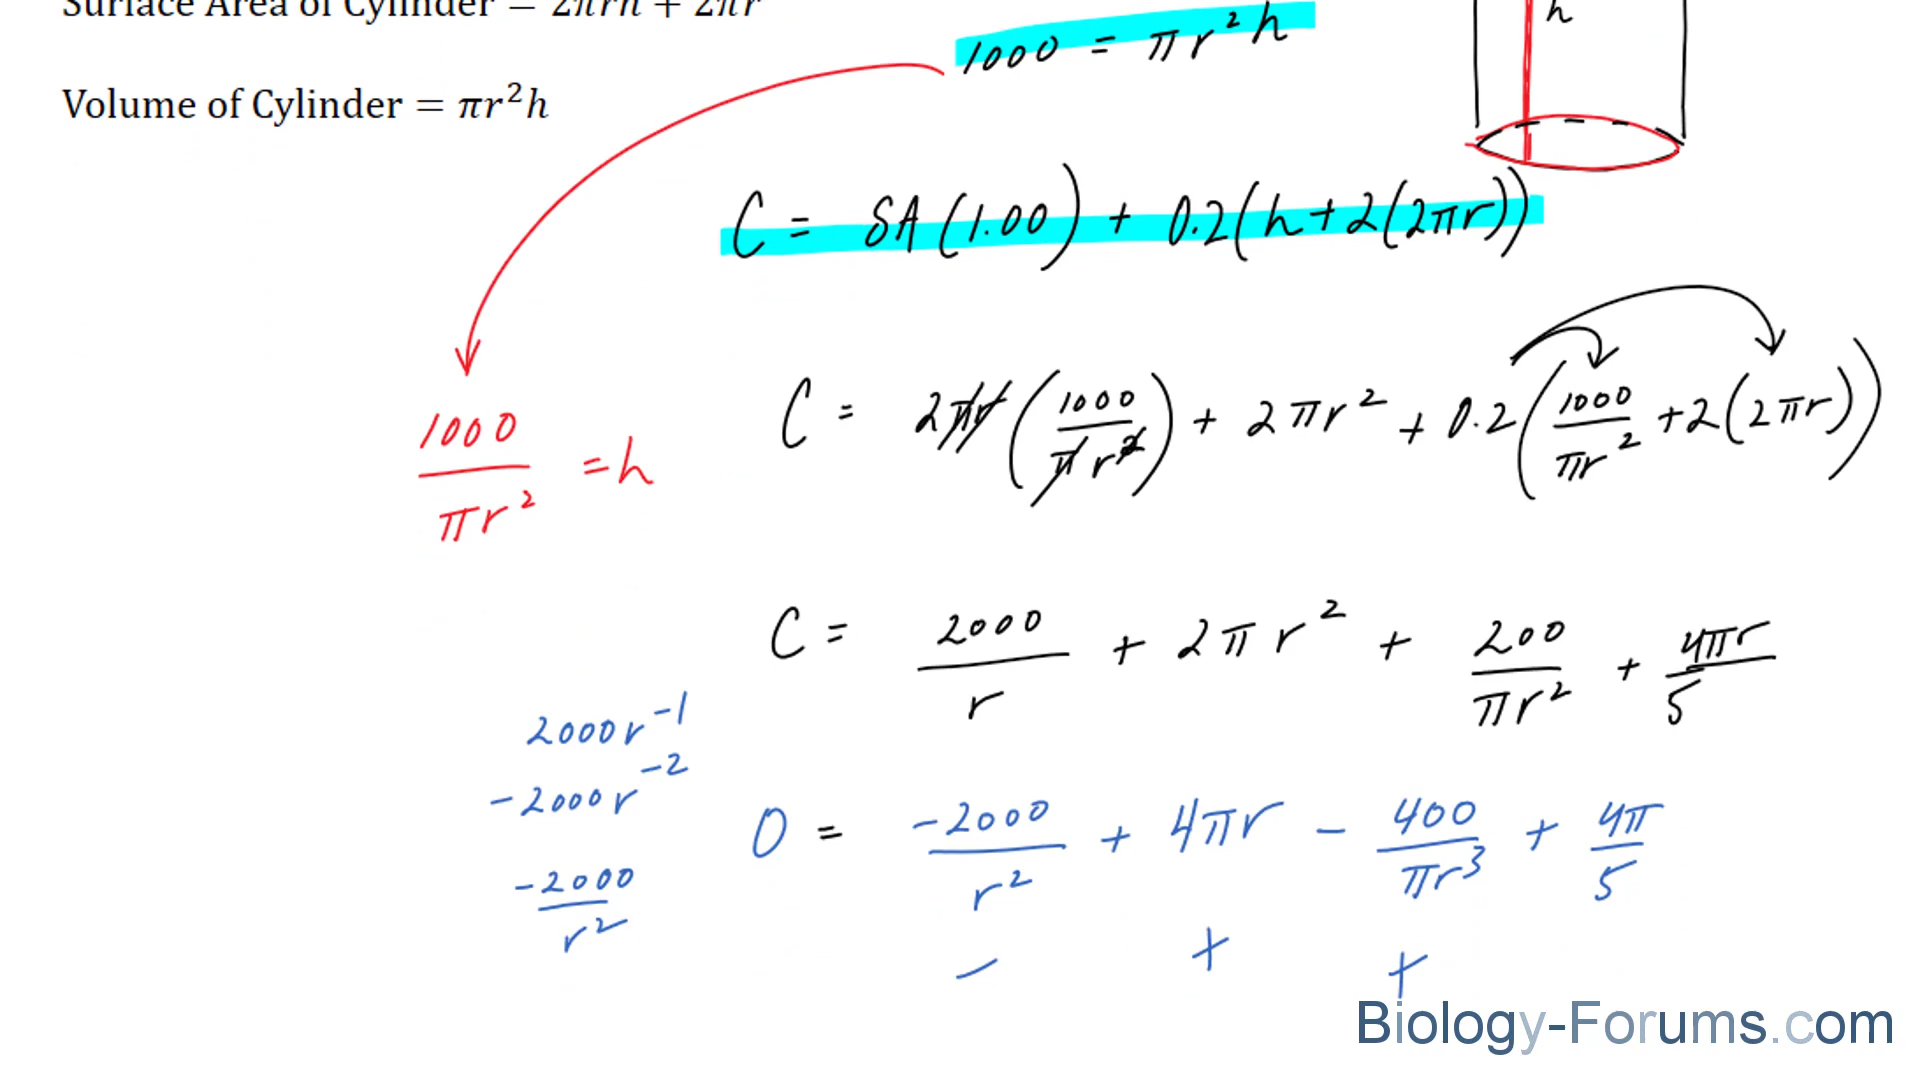 Surface Area of Cylinder = 2πrh + 2πr
1000 = πr²h
h
Volume of Cylinder = πr²h
C = SA(1.00) + 0.2(h+2(2πr))
1000/πr² = h
C = 2πr(1000/πr²) + 2πr² + 0.2(1000/πr² +2(2πr))
C = 2000/r + 2πr² + 200/πr² + 4πr/5
2000r⁻¹
-2000r⁻²
-2000/r²
0 = -2000/r² + 4πr - 400/πr³ + 4π/5
- + +
Biology-Forums.com